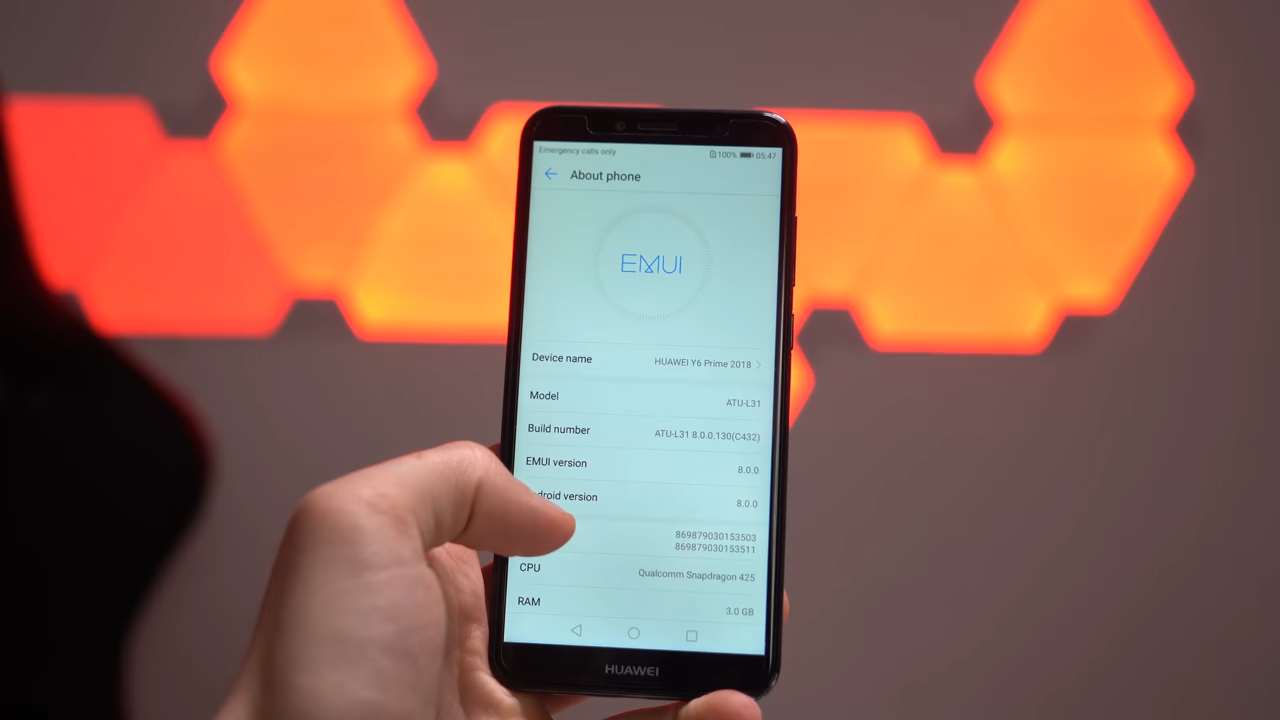 Emergency calls only 100% 05:47
About phone
EMUI
Device name HUAWEI Y6 Prime 2018
Model ATU-L31
Build number ATU-L31 8.0.0.130(C432)
EMUI version 8.0.0
droid version 8.0.0
869879030153503
869879030153511
CPU Qualcomm Snapdragon 425
RAM 3.0 GB
HUAWEI